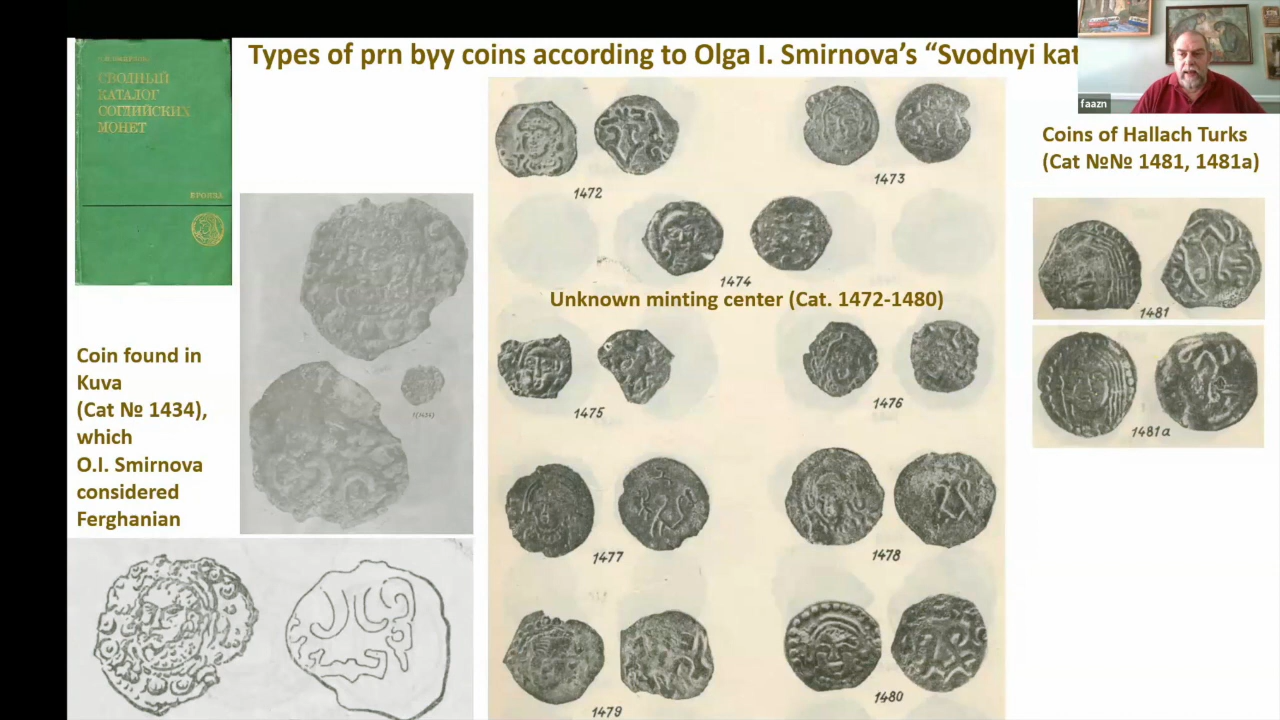 Types of prn bγy coins according to Olga I. Smirnova's "Svodnyi kat
faazn
СВОДНЫЙ
КАТАЛОГ
СОГДИЙСКИХ
МОНЕТ
БРОНЗА
Coins of Hallach Turks
(Cat №№ 1481, 1481a)
1472
1473
1474
Unknown minting center (Cat. 1472-1480)
1475
1476
1477
1478
1479
1480
1481
1481a
Coin found in
Kuva
(Cat № 1434),
which
O.I. Smirnova
considered
Ferghanian